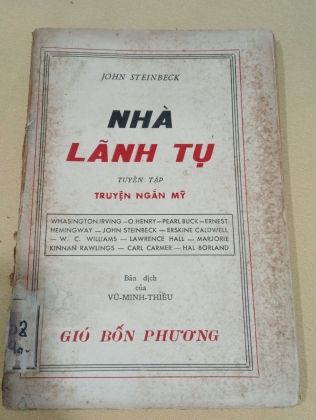 JOHN STEINBECK
NHÀ
LÃNH TỤ
TUYỂN TẬP
TRUYỆN NGẮN MỸ
WHASINGTON IRVING — O. HENRY — PEARL BUCK — ERNEST
HEMINGWAY — JOHN STEINBECK — ERSKINE CALDWELL
— W. C. WILLIAMS — LAWRENCE HALL — MARJORIE
KINNAN RAWLINGS — CARL CARMER — HAL BORLAND
Bản dịch
của
VŨ-MINH-THIỀU
GIÓ BỐN PHƯƠNG